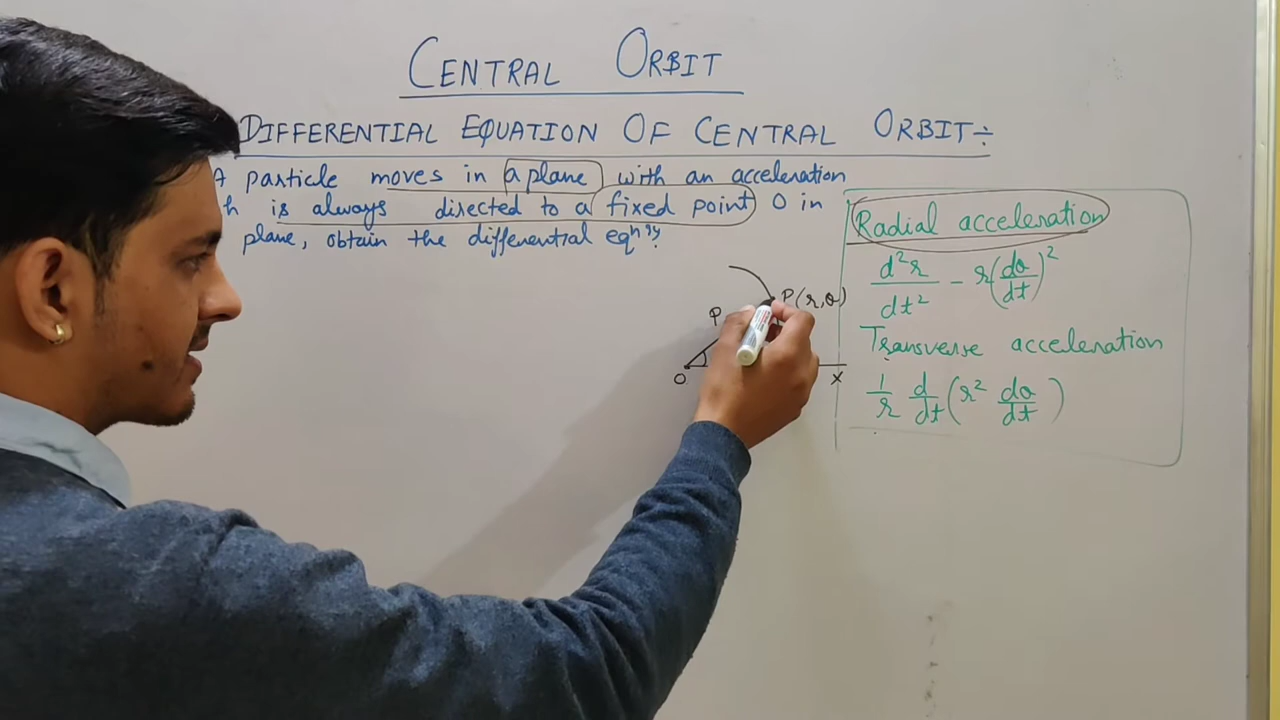 CENTRAL ORBIT
DIFFERENTIAL EQUATION OF CENTRAL ORBIT:-
A particle moves in a plane with an acceleration
h is always directed to a fixed point O in
plane, obtain the differential eqⁿ?
P(r,θ)
P
O
X
Radial acceleration
d²r/dt² - r(dθ/dt)²
Transverse acceleration
1/r d/dt(r² dθ/dt)